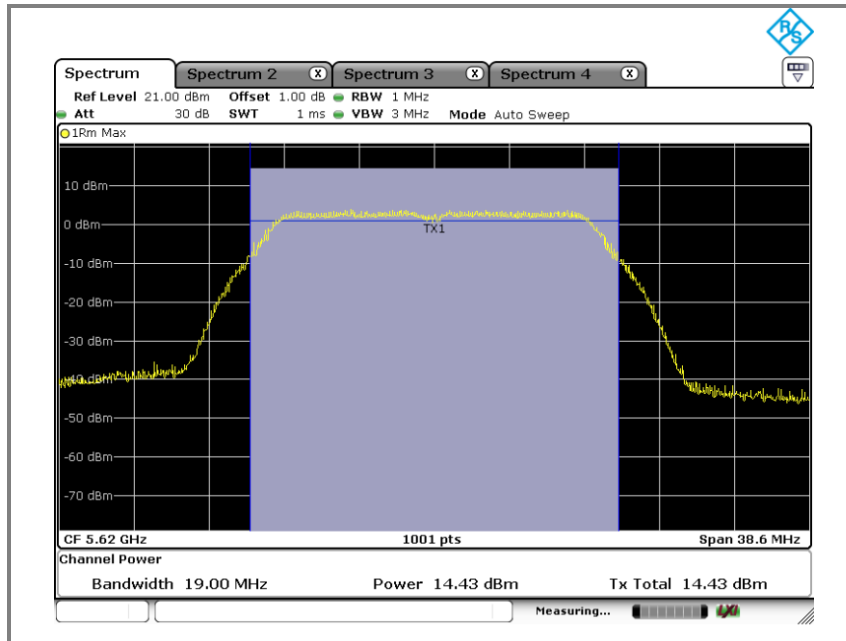 R&S
Spectrum Spectrum 2 X Spectrum 3 X Spectrum 4 X
Ref Level 21.00 dBm Offset 1.00 dB RBW 1 MHz
Att 30 dB SWT 1 ms VBW 3 MHz Mode Auto Sweep
1Rm Max
10 dBm
0 dBm
TX1
-10 dBm
-20 dBm
-30 dBm
-40 dBm
-50 dBm
-60 dBm
-70 dBm
CF 5.62 GHz 1001 pts Span 38.6 MHz
Channel Power
Bandwidth 19.00 MHz Power 14.43 dBm Tx Total 14.43 dBm
Measuring... LXI